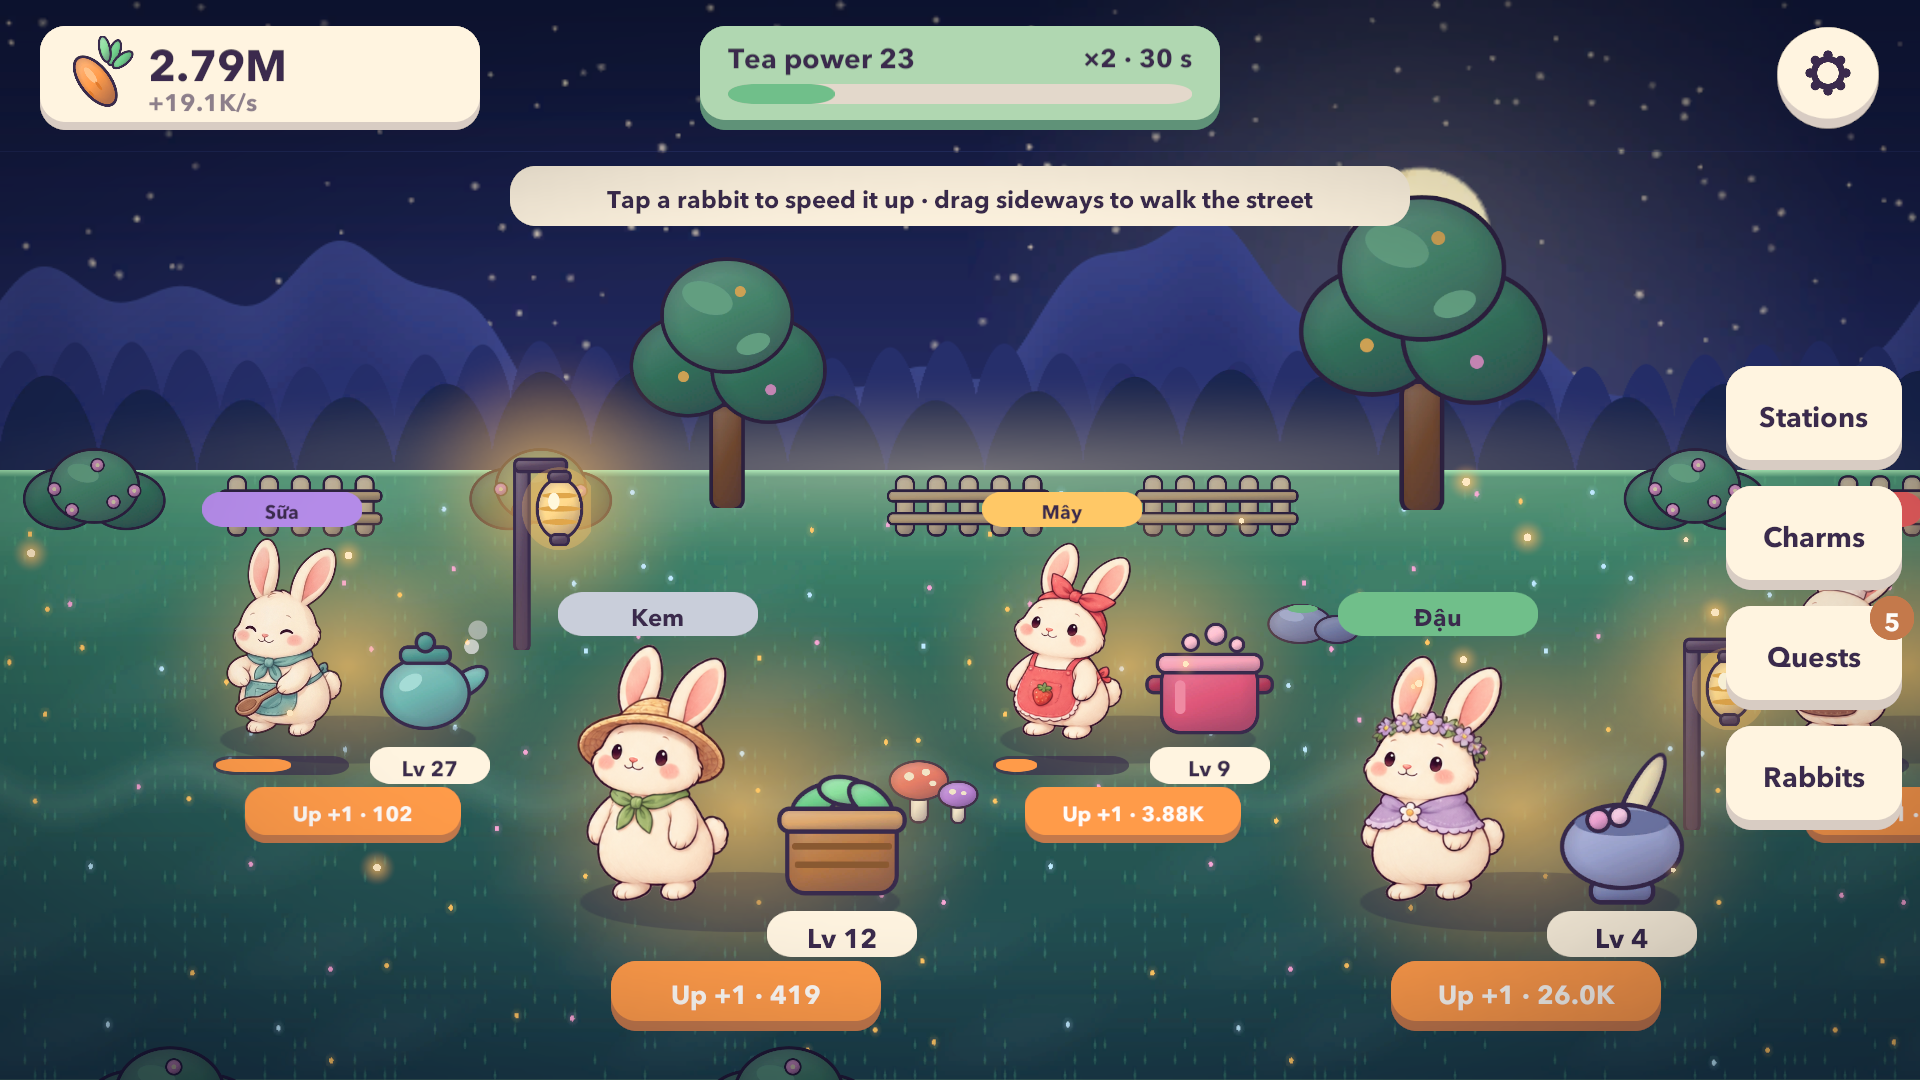 2.79M
+19.1K/s
Tea power 23
×2 · 30 s
Tap a rabbit to speed it up · drag sideways to walk the street
Stations
Charms
5
Quests
Rabbits
Sữa
Mây
Kem
Đậu
Lv 27
Up +1 · 102
Lv 9
Up +1 · 3.88K
Lv 12
Up +1 · 419
Lv 4
Up +1 · 26.0K